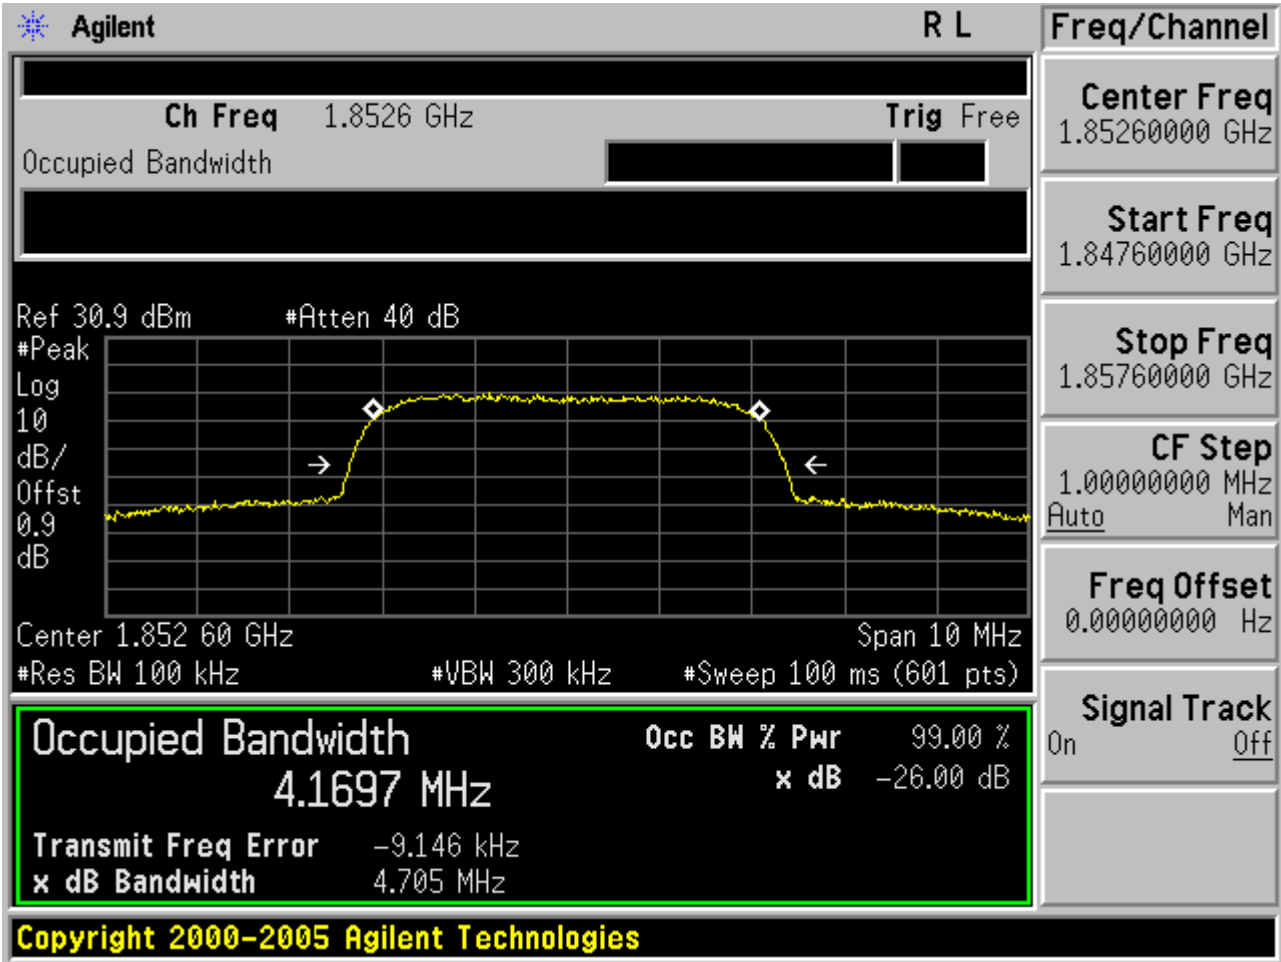 Agilent R L Freq/Channel
Ch Freq 1.8526 GHz Trig Free
Occupied Bandwidth
Center Freq
1.85260000 GHz
Start Freq
1.84760000 GHz
Stop Freq
1.85760000 GHz
CF Step
1.00000000 MHz
Auto Man
Freq Offset
0.00000000 Hz
Signal Track
On Off
Ref 30.9 dBm #Atten 40 dB
#Peak
Log
10
dB/
Offst
0.9
dB
Center 1.852 60 GHz Span 10 MHz
#Res BW 100 kHz #VBW 300 kHz #Sweep 100 ms (601 pts)
Occupied Bandwidth
4.1697 MHz
Occ BW % Pwr 99.00 %
x dB -26.00 dB
Transmit Freq Error -9.146 kHz
x dB Bandwidth 4.705 MHz
Copyright 2000-2005 Agilent Technologies